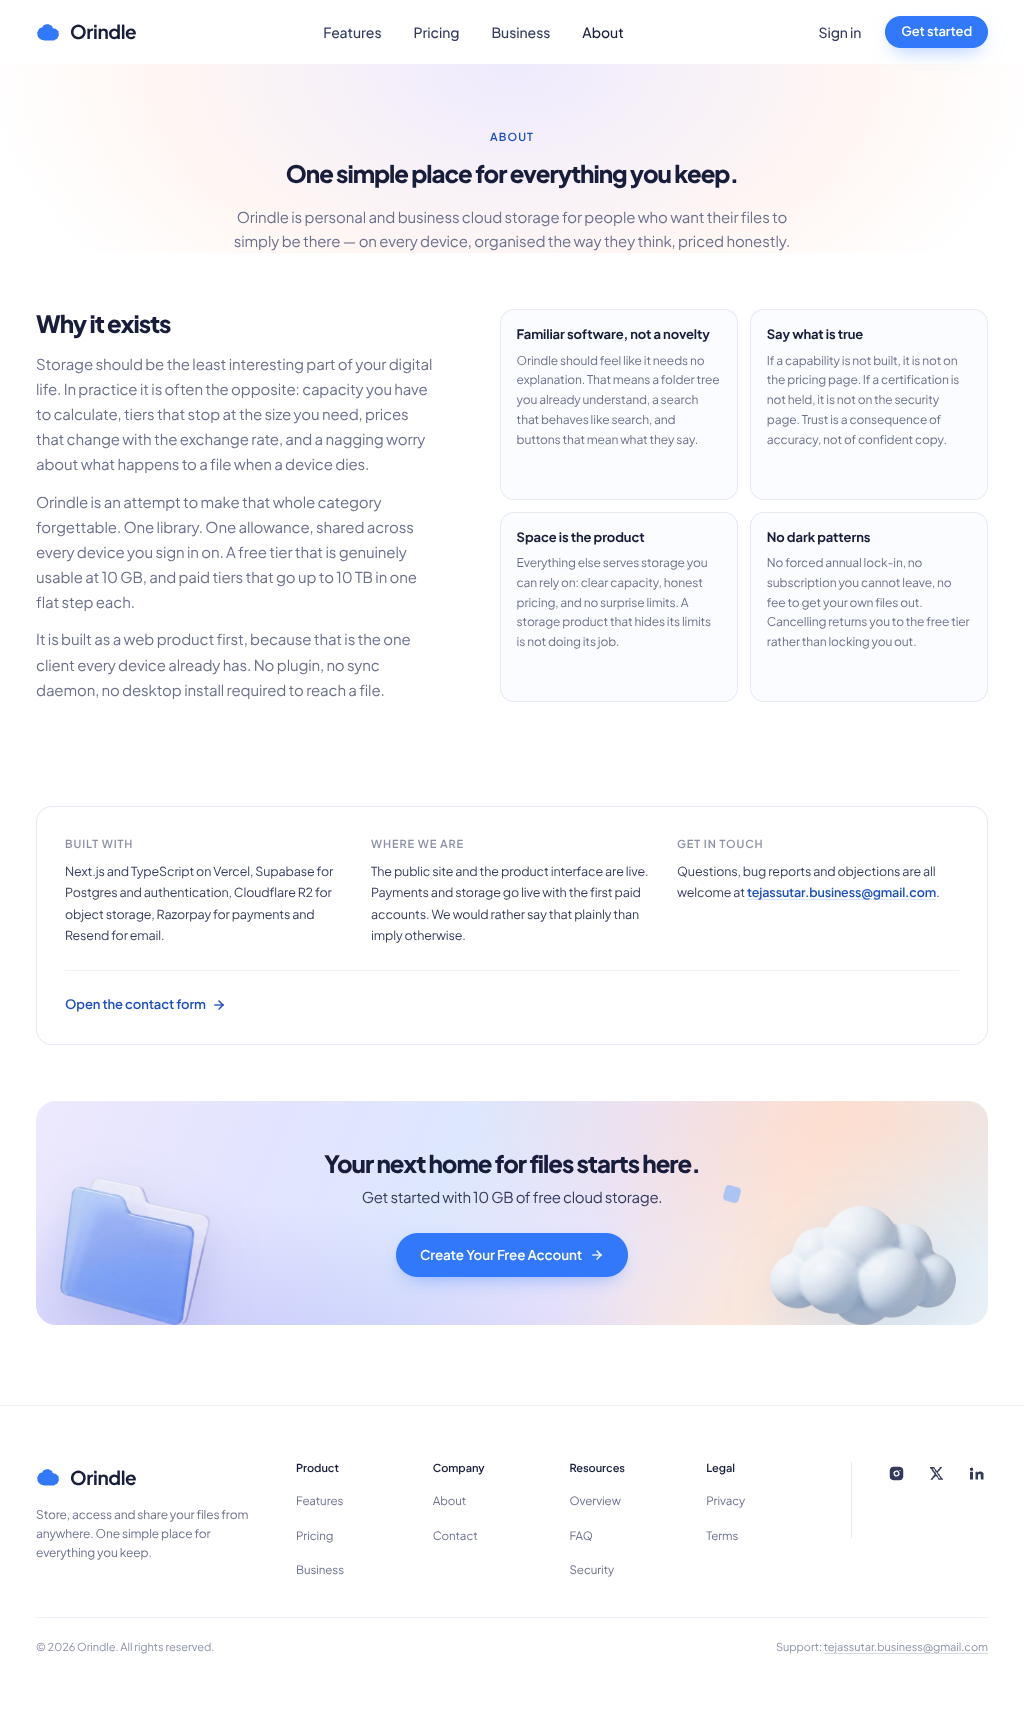 Orindle
Features
Pricing
Business
About
Sign in
Get started
ABOUT
One simple place for everything you keep.
Orindle is personal and business cloud storage for people who want their files to
simply be there — on every device, organised the way they think, priced honestly.
Why it exists
Storage should be the least interesting part of your digital
life. In practice it is often the opposite: capacity you have
to calculate, tiers that stop at the size you need, prices
that change with the exchange rate, and a nagging worry
about what happens to a file when a device dies.
Orindle is an attempt to make that whole category
forgettable. One library. One allowance, shared across
every device you sign in on. A free tier that is genuinely
usable at 10 GB, and paid tiers that go up to 10 TB in one
flat step each.
It is built as a web product first, because that is the one
client every device already has. No plugin, no sync
daemon, no desktop install required to reach a file.
Familiar software, not a novelty
Orindle should feel like it needs no
explanation. That means a folder tree
you already understand, a search
that behaves like search, and
buttons that mean what they say.
Say what is true
If a capability is not built, it is not on
the pricing page. If a certification is
not held, it is not on the security
page. Trust is a consequence of
accuracy, not of confident copy.
Space is the product
Everything else serves storage you
can rely on: clear capacity, honest
pricing, and no surprise limits. A
storage product that hides its limits
is not doing its job.
No dark patterns
No forced annual lock-in, no
subscription you cannot leave, no
fee to get your own files out.
Cancelling returns you to the free tier
rather than locking you out.
BUILT WITH
Next.js and TypeScript on Vercel, Supabase for
Postgres and authentication, Cloudflare R2 for
object storage, Razorpay for payments and
Resend for email.
WHERE WE ARE
The public site and the product interface are live.
Payments and storage go live with the first paid
accounts. We would rather say that plainly than
imply otherwise.
GET IN TOUCH
Questions, bug reports and objections are all
welcome at tejassutar.business@gmail.com.
Open the contact form →
Your next home for files starts here.
Get started with 10 GB of free cloud storage.
Create Your Free Account →
Orindle
Store, access and share your files from
anywhere. One simple place for
everything you keep.
Product
Features
Pricing
Business
Company
About
Contact
Resources
Overview
FAQ
Security
Legal
Privacy
Terms
© 2026 Orindle. All rights reserved.
Support: tejassutar.business@gmail.com